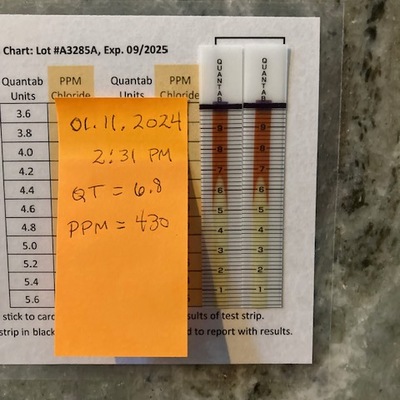 Chart: Lot #A3285A, Exp. 09/2025
Quantab PPM Quantab PPM
Units Chloride Units Chloride
3.6
3.8
4.0
4.2
4.4
4.6
4.8
5.0
5.2
5.4
5.6
01.11.2024
2:31 PM
QT = 6.8
PPM = 430
QUANTAB
9
8
7
6
5
4
3
2
1
QUANTAB
9
8
7
6
5
4
3
2
1
stick to card
sults of test strip.
strip in black
d to report with results.